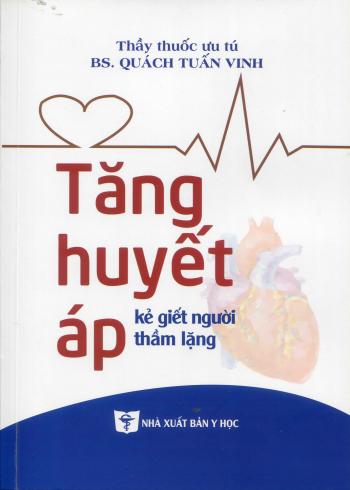 Thầy thuốc ưu tú
BS. QUÁCH TUẤN VINH
Tăng
huyết
áp
kẻ giết người
thầm lặng
NHÀ XUẤT BẢN Y HỌC